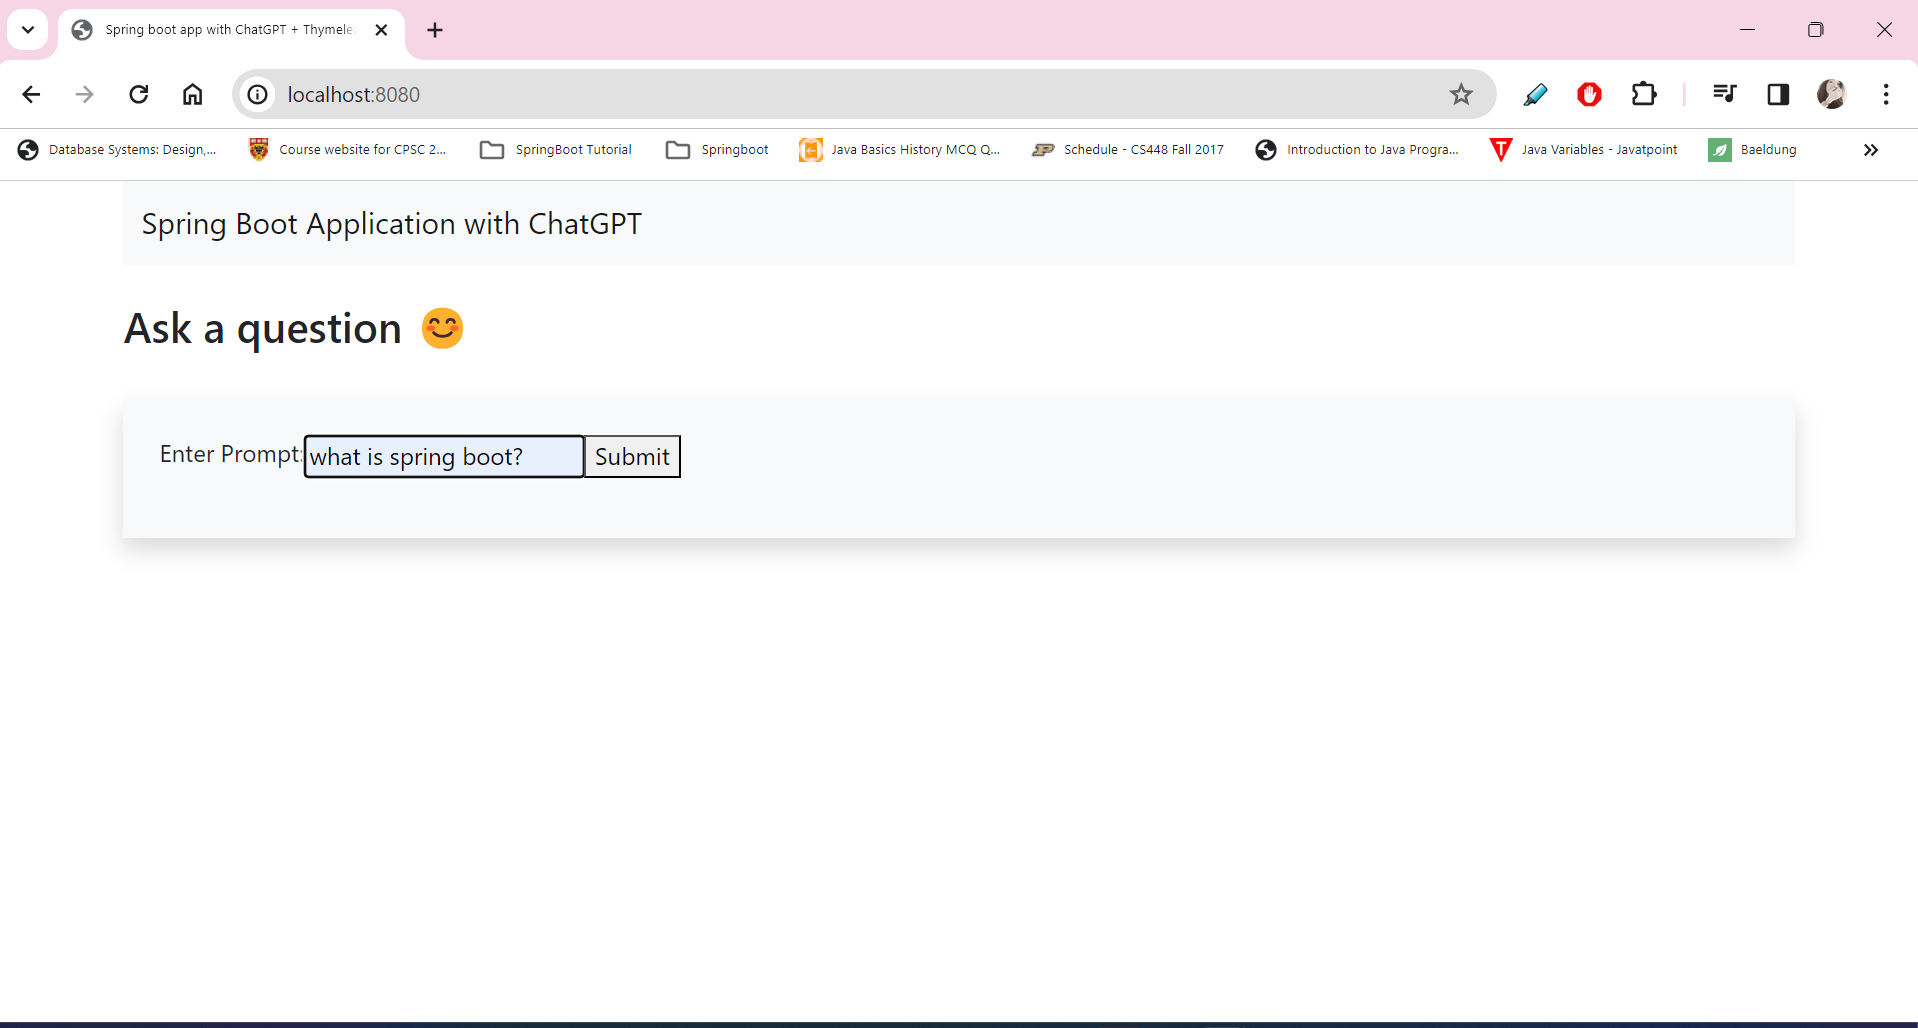 Spring boot app with ChatGPT + Thymele
localhost:8080
Database Systems: Design,...
Course website for CPSC 2...
SpringBoot Tutorial
Springboot
Java Basics History MCQ Q...
Schedule - CS448 Fall 2017
Introduction to Java Progra...
Java Variables - Javatpoint
Baeldung
Spring Boot Application with ChatGPT
Ask a question 😊
Enter Prompt: what is spring boot? Submit